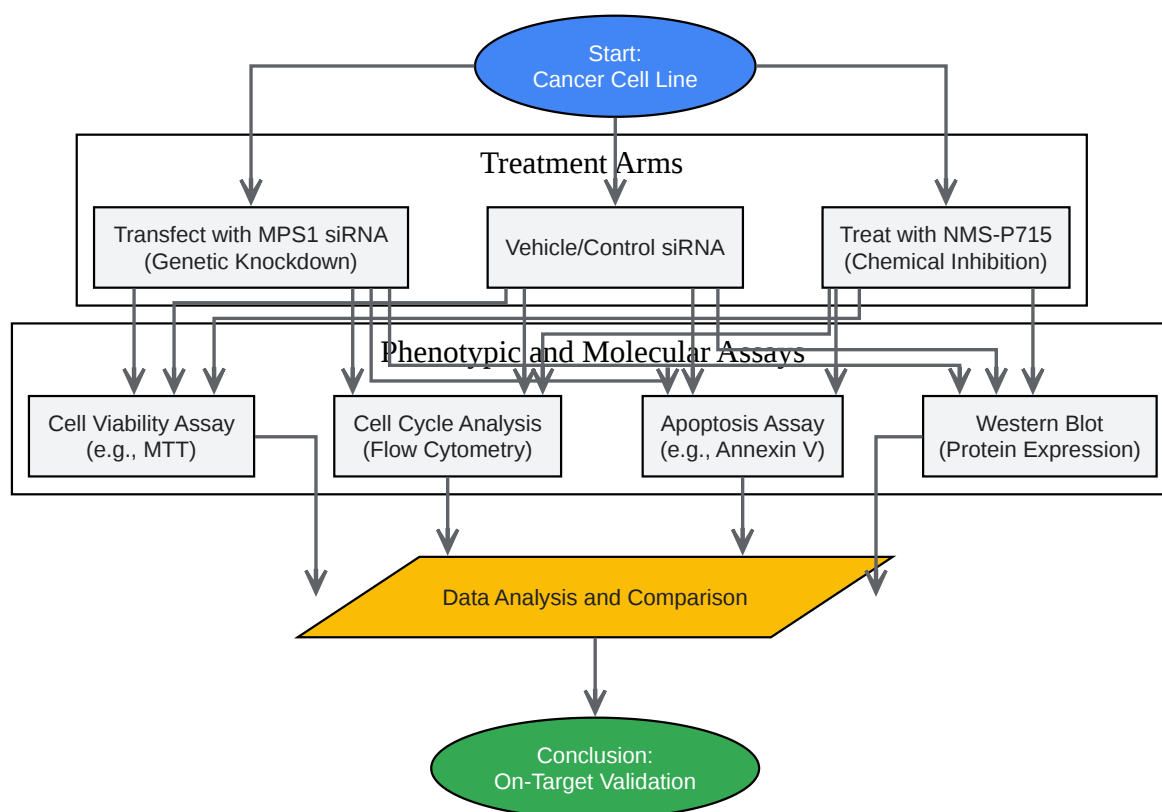 Start:
Cancer Cell Line
Treatment Arms
Transfect with MPS1 siRNA
(Genetic Knockdown)
Vehicle/Control siRNA
Treat with NMS-P715
(Chemical Inhibition)
Phenotypic and Molecular Assays
Cell Viability Assay
(e.g., MTT)
Cell Cycle Analysis
(Flow Cytometry)
Apoptosis Assay
(e.g., Annexin V)
Western Blot
(Protein Expression)
Data Analysis and Comparison
Conclusion:
On-Target Validation